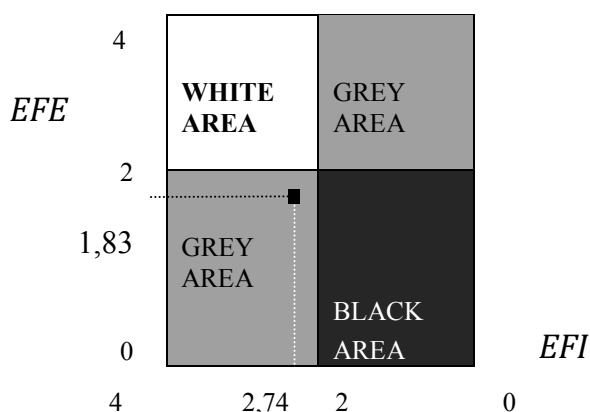 4
WHITE GREY
EFE
AREA AREA
2
1,83
GREY
AREA
BLACK
0
AREA
EFI
4 2,74 2 0